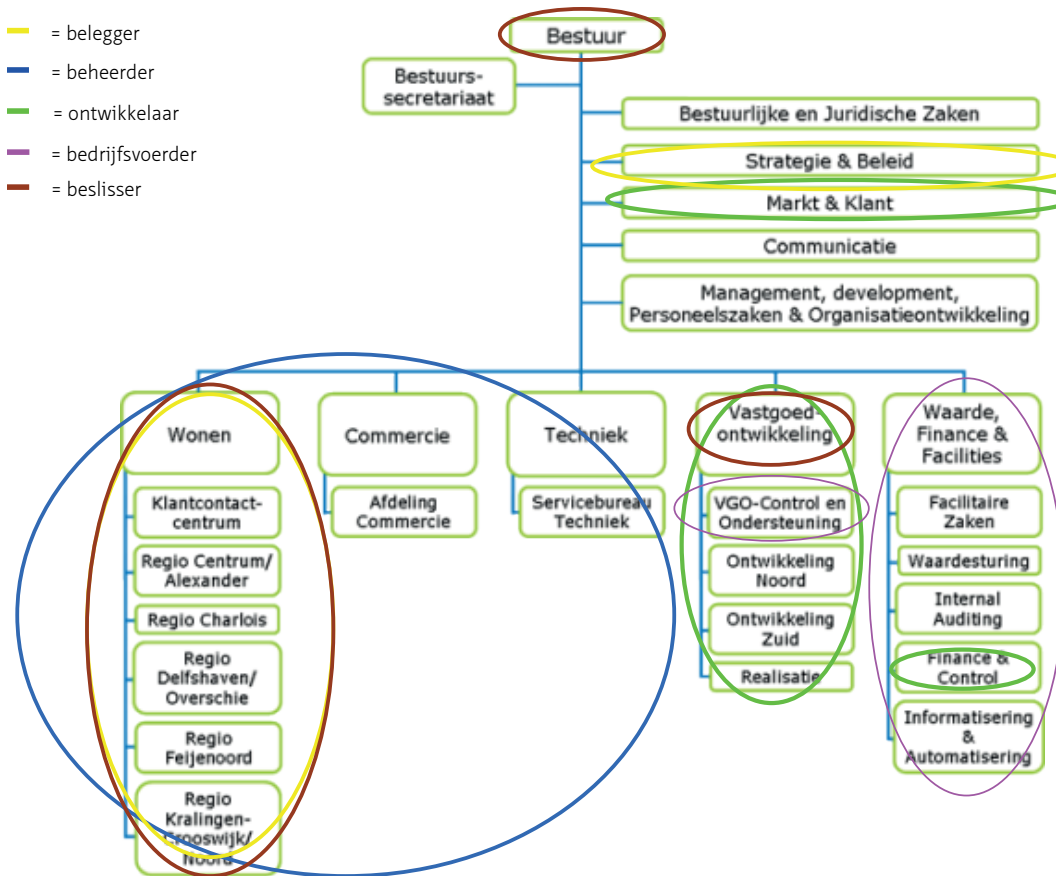 = belegger
= beheerder
= ontwikkelaar
= bedrijfsvoerder
= beslisser
Bestuur
Bestuurs-
secretariaat
Bestuurlijke en Juridische Zaken
Strategie & Beleid
Markt & Klant
Communicatie
Management, development,
Personeelszaken & Organisatieontwikkeling
Wonen
Klantcontact-
centrum
Regio Centrum/
Alexander
Regio Charlois
Regio
Delfshaven/
Overschie
Regio
Feijenoord
Regio
Kralingen-
Crooswijk/
Noord
Commercie
Afdeling
Commercie
Techniek
Servicebureau
Techniek
Vastgoed-
ontwikkeling
VGO-Control en
Ondersteuning
Ontwikkeling
Noord
Ontwikkeling
Zuid
Realisatie
Waarde,
Finance &
Facilities
Facilitaire
Zaken
Waardesturing
Internal
Auditing
Finance &
Control
Informatisering
&
Automatisering